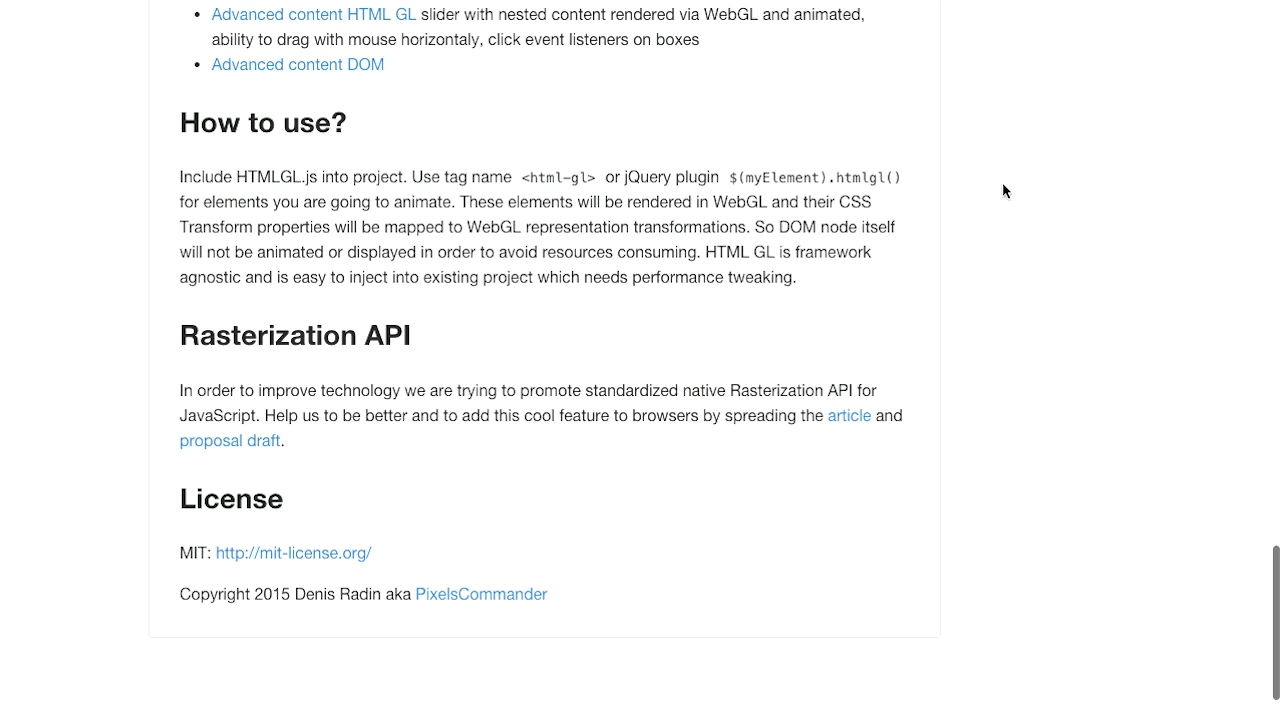 • Advanced content HTML GL slider with nested content rendered via WebGL and animated,
ability to drag with mouse horizontaly, click event listeners on boxes
• Advanced content DOM
How to use?
Include HTMLGL.js into project. Use tag name <html-gl> or jQuery plugin $(myElement).htmlgl()
for elements you are going to animate. These elements will be rendered in WebGL and their CSS
Transform properties will be mapped to WebGL representation transformations. So DOM node itself
will not be animated or displayed in order to avoid resources consuming. HTML GL is framework
agnostic and is easy to inject into existing project which needs performance tweaking.
Rasterization API
In order to improve technology we are trying to promote standardized native Rasterization API for
JavaScript. Help us to be better and to add this cool feature to browsers by spreading the article and
proposal draft.
License
MIT: http://mit-license.org/
Copyright 2015 Denis Radin aka PixelsCommander